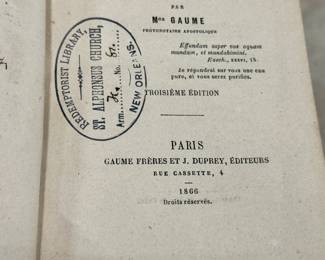 PAR
Mgr GAUME
PROTONOTAIRE APOSTOLIQUE
Effundam super vos aquam
mundam, et mundabimini.
Ezech., XXXVI, 25.
Je répandrai sur vous une eau
pure, et vous serez purifiés.
TROISIÈME ÉDITION
PARIS
GAUME FRÈRES ET J. DUPREY, ÉDITEURS
RUE CASSETTE, 4
1866
Droits réservés.
REDEMPTORIST LIBRARY,
ST. ALPHONSUS CHURCH,
Arm. No.
NEW ORLEANS.